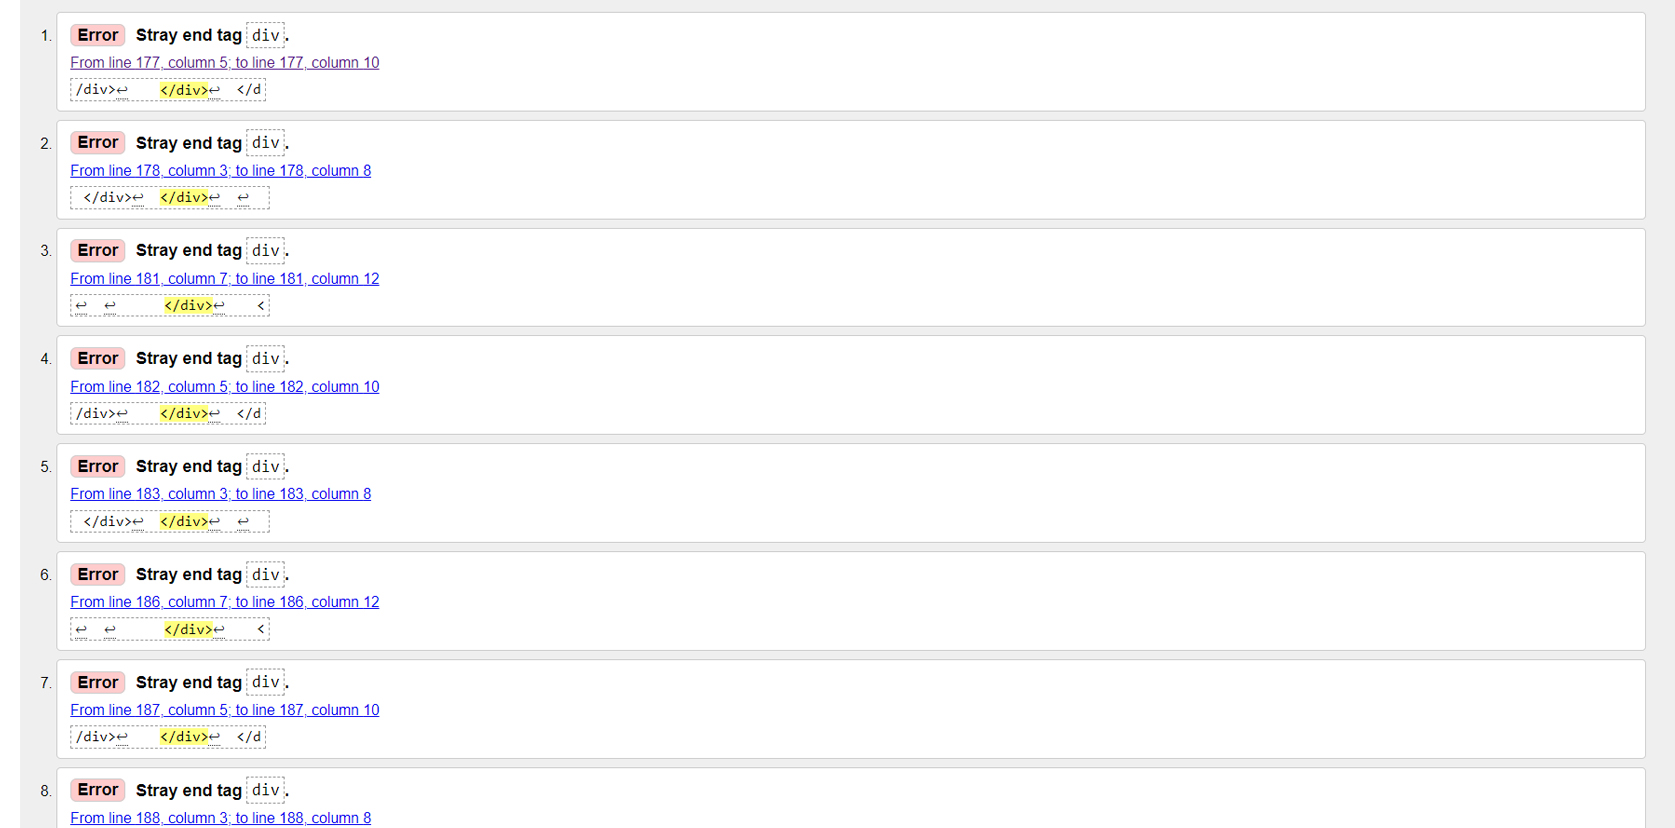 1. Error Stray end tag div.
From line 177, column 5; to line 177, column 10
/div>↩ </div>↩ </d
2. Error Stray end tag div.
From line 178, column 3; to line 178, column 8
</div>↩ </div>↩ ↩
3. Error Stray end tag div.
From line 181, column 7; to line 181, column 12
↩ ↩ </div>↩ <
4. Error Stray end tag div.
From line 182, column 5; to line 182, column 10
/div>↩ </div>↩ </d
5. Error Stray end tag div.
From line 183, column 3; to line 183, column 8
</div>↩ </div>↩ ↩
6. Error Stray end tag div.
From line 186, column 7; to line 186, column 12
↩ ↩ </div>↩ <
7. Error Stray end tag div.
From line 187, column 5; to line 187, column 10
/div>↩ </div>↩ </d
8. Error Stray end tag div.
From line 188, column 3; to line 188, column 8